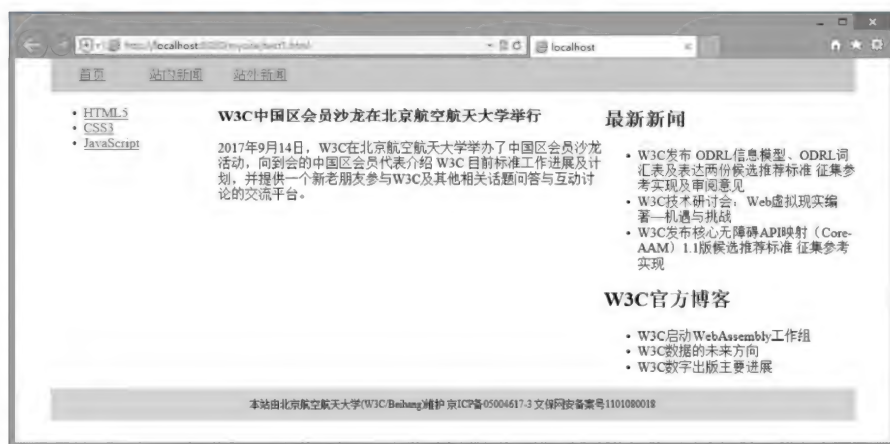 localhost
首页 站内新闻 站外新闻
HTML5
CSS3
JavaScript
W3C中国区会员沙龙在北京航空航天大学举行
2017年9月14日，W3C在北京航空航天大学举办了中国区会员沙龙
活动，向到会的中国区会员代表介绍 W3C 目前标准工作进展及计
划，并提供一个新老朋友参与W3C及其他相关话题问答与互动讨
论的交流平台。
最新新闻
W3C发布 ODRL信息模型、ODRL词
汇表及表达两份候选推荐标准 征集参
考实现及审阅意见
W3C技术研讨会：Web虚拟现实编
著—机遇与挑战
W3C发布核心无障碍API映射（Core-
AAM）1.1版候选推荐标准 征集参考
实现
W3C官方博客
W3C启动WebAssembly工作组
W3C数据的未来方向
W3C数字出版主要进展
本站由北京航空航天大学(W3C/Beihang)维护 京ICP备05004617-3 文保网安备案号1101080018